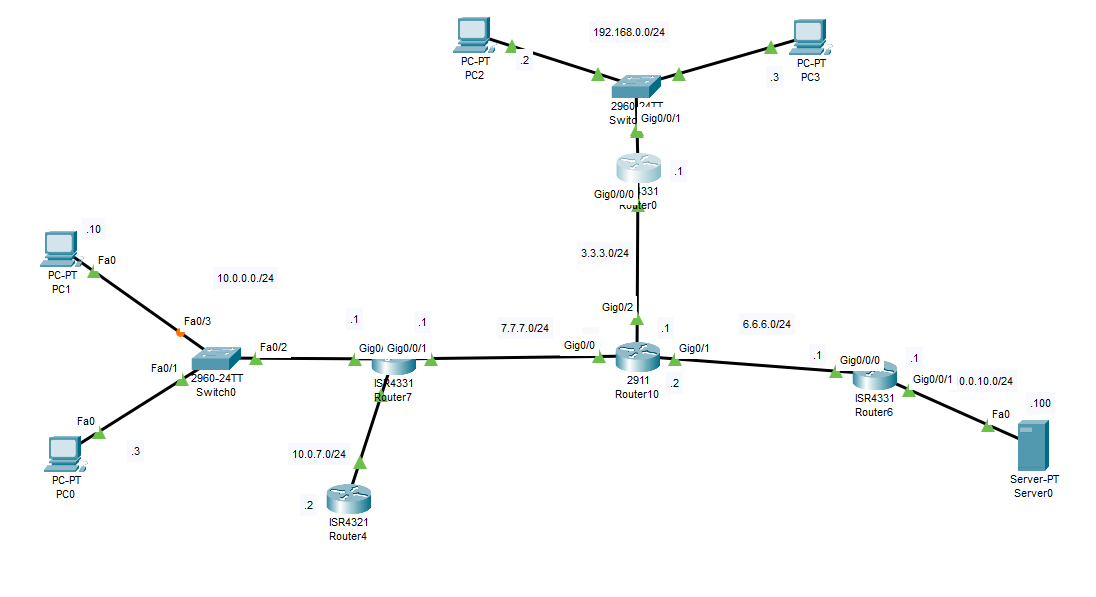 192.168.0.0/24
PC-PT
PC2
.2
PC-PT
PC3
.3
2960-24TT
Gig0/0/1
.1
Gig0/0/0
Router0
.10
3.3.3.0/24
Fa0
PC-PT
PC1
10.0.0.0./24
Gig0/2
Fa0/3
.1
.1
7.7.7.0/24
.1
6.6.6.0/24
Fa0/2
Gig0/0/1
Gig0/0
Gig0/1
.1
Gig0/0/0
.1
Fa0/1
2960-24TT
Switch0
ISR4331
Router7
2911
Router10
.2
ISR4331
Router6
Gig0/0/1
0.0.10.0/24
.100
Fa0
Fa0
.3
PC-PT
PC0
10.0.7.0/24
.2
ISR4321
Router4
Server-PT
Server0